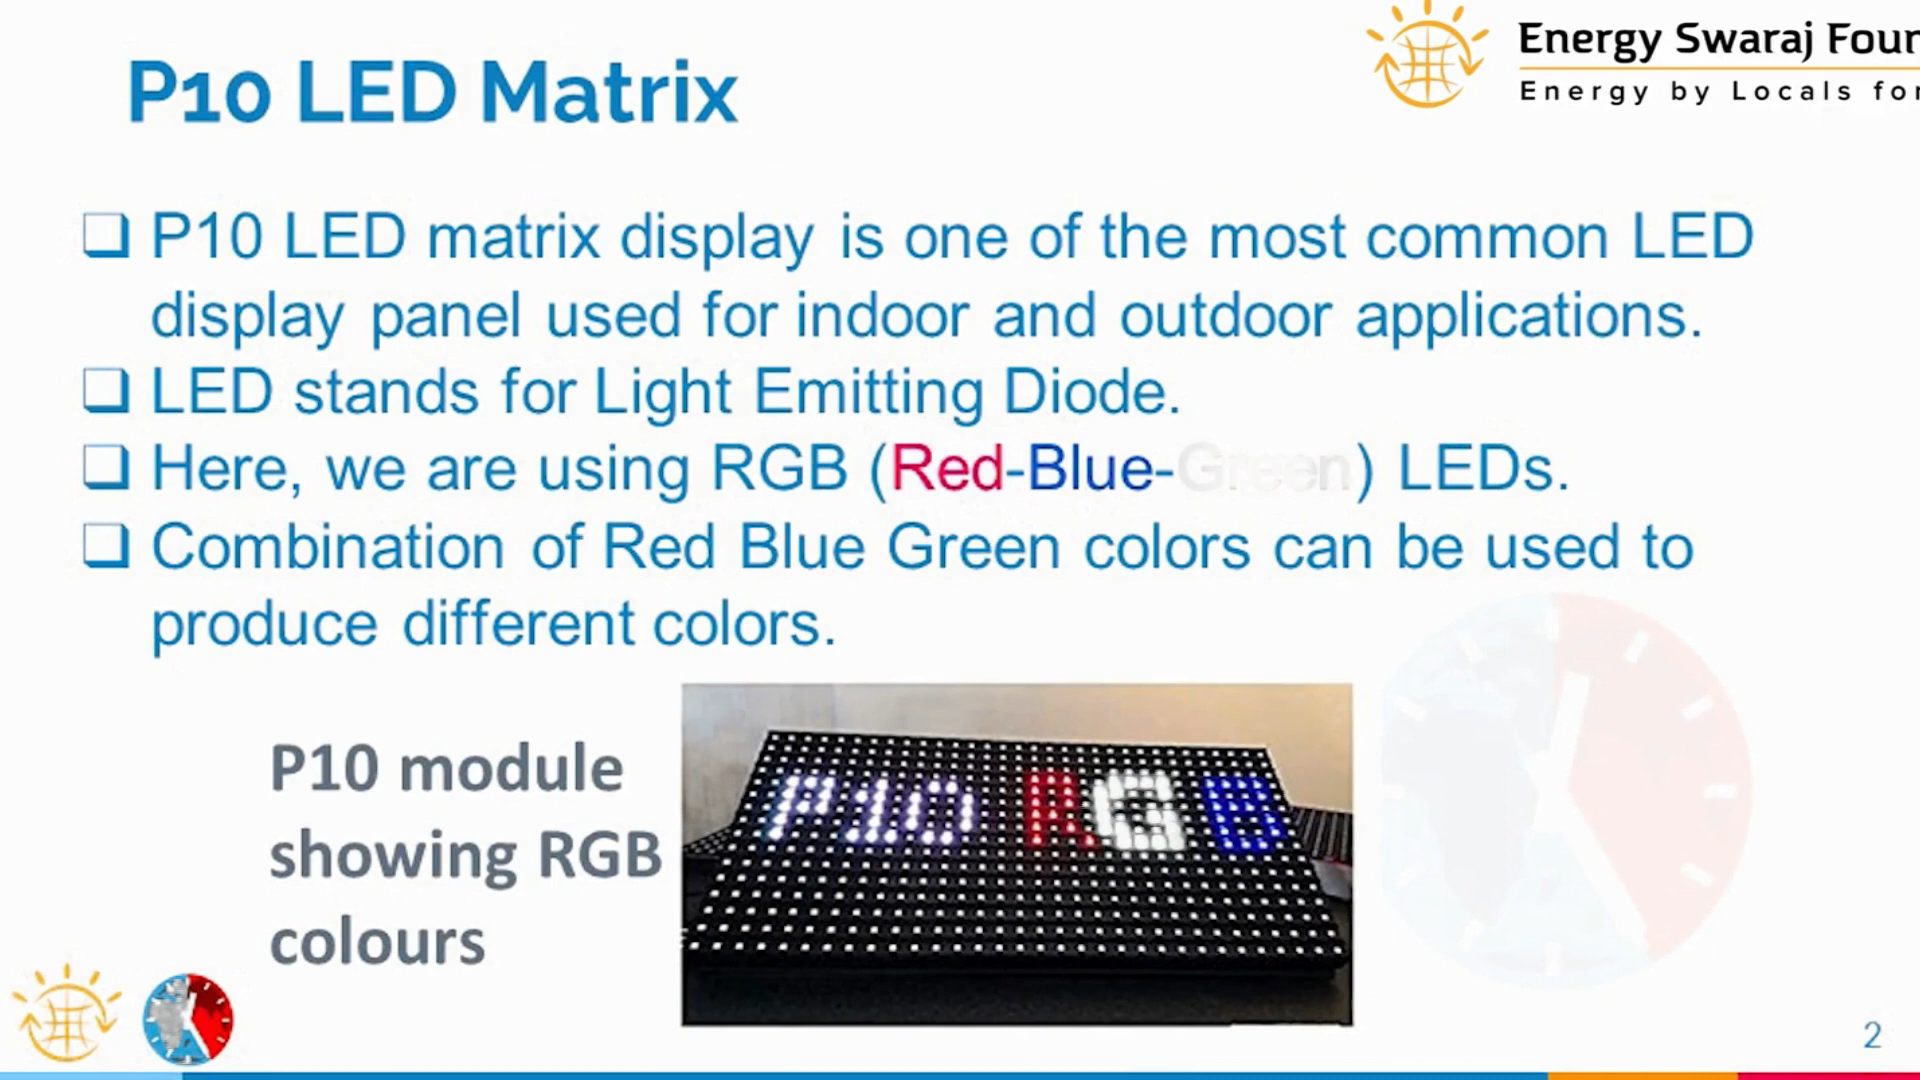 Energy Swaraj Four
Energy by Locals for
P10 LED Matrix
❑ P10 LED matrix display is one of the most common LED
display panel used for indoor and outdoor applications.
❑ LED stands for Light Emitting Diode.
❑ Here, we are using RGB (Red-Blue-Green) LEDs.
❑ Combination of Red Blue Green colors can be used to
produce different colors.
P10 module
showing RGB
colours
P10 RGB
2